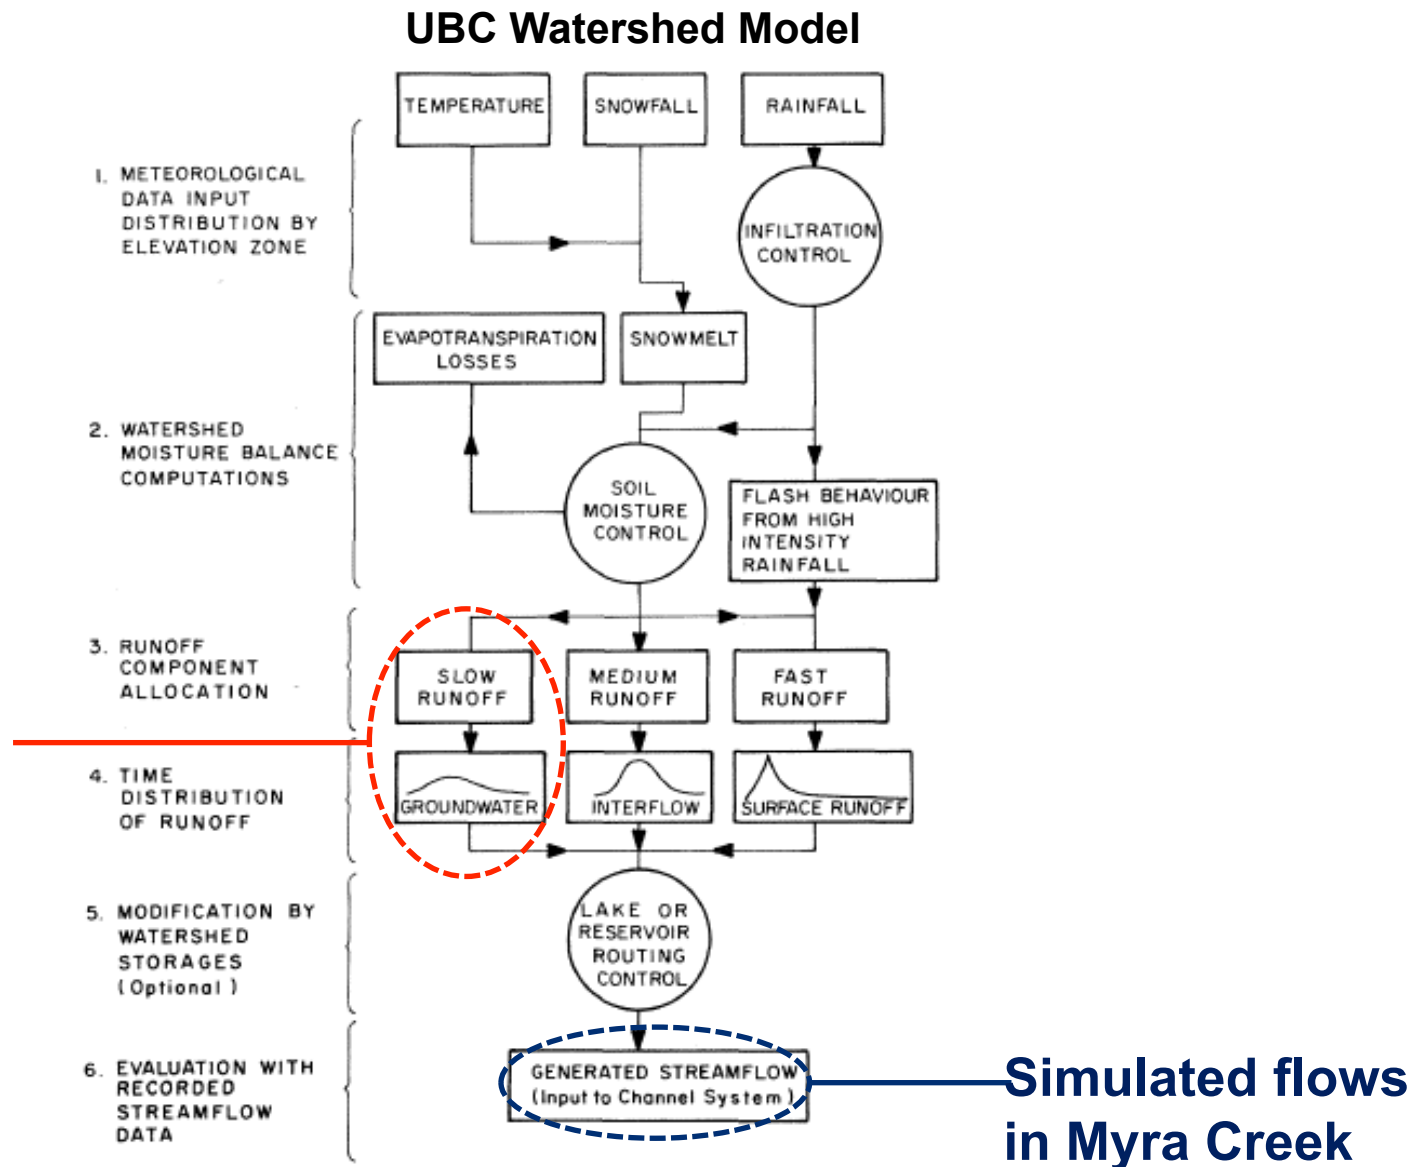 UBC Watershed Model
TEMPERATURE
SNOWFALL
RAINFALL
1. METEOROLOGICAL
DATA INPUT
DISTRIBUTION BY
ELEVATION ZONE
INFILTRATION
CONTROL
EVAPOTRANSPIRATION
LOSSES
SNOWMELT
2. WATERSHED
MOISTURE BALANCE
COMPUTATIONS
SOIL
MOISTURE
CONTROL
FLASH BEHAVIOUR
FROM HIGH
INTENSITY
RAINFALL
3. RUNOFF
COMPONENT
ALLOCATION
SLOW
RUNOFF
MEDIUM
RUNOFF
FAST
RUNOFF
4. TIME
DISTRIBUTION
OF RUNOFF
GROUNDWATER
INTERFLOW
SURFACE RUNOFF
5. MODIFICATION BY
WATERSHED
STORAGES
(Optional)
LAKE OR
RESERVOIR
ROUTING
CONTROL
6. EVALUATION WITH
RECORDED
STREAMFLOW
DATA
GENERATED STREAMFLOW
(Input to Channel System)
Simulated flows
in Myra Creek